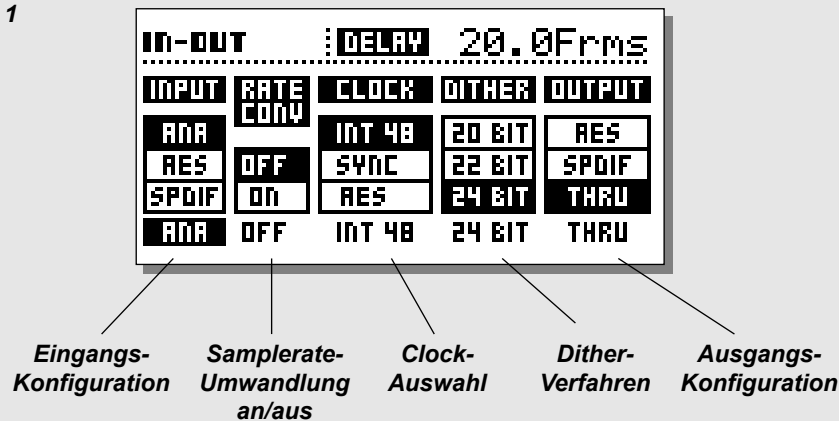 1
IN-OUT DELAY 20.0Frms
INPUT RATE CONV CLOCK DITHER OUTPUT
ANA INT 48 20 BIT AES
AES OFF SYNC 22 BIT SPDIF
SPDIF ON AES 24 BIT THRU
ANA OFF INT 48 24 BIT THRU
Eingangs- Samplerate- Clock- Dither- Ausgangs-
Konfiguration Umwandlung Auswahl Verfahren Konfiguration
an/aus